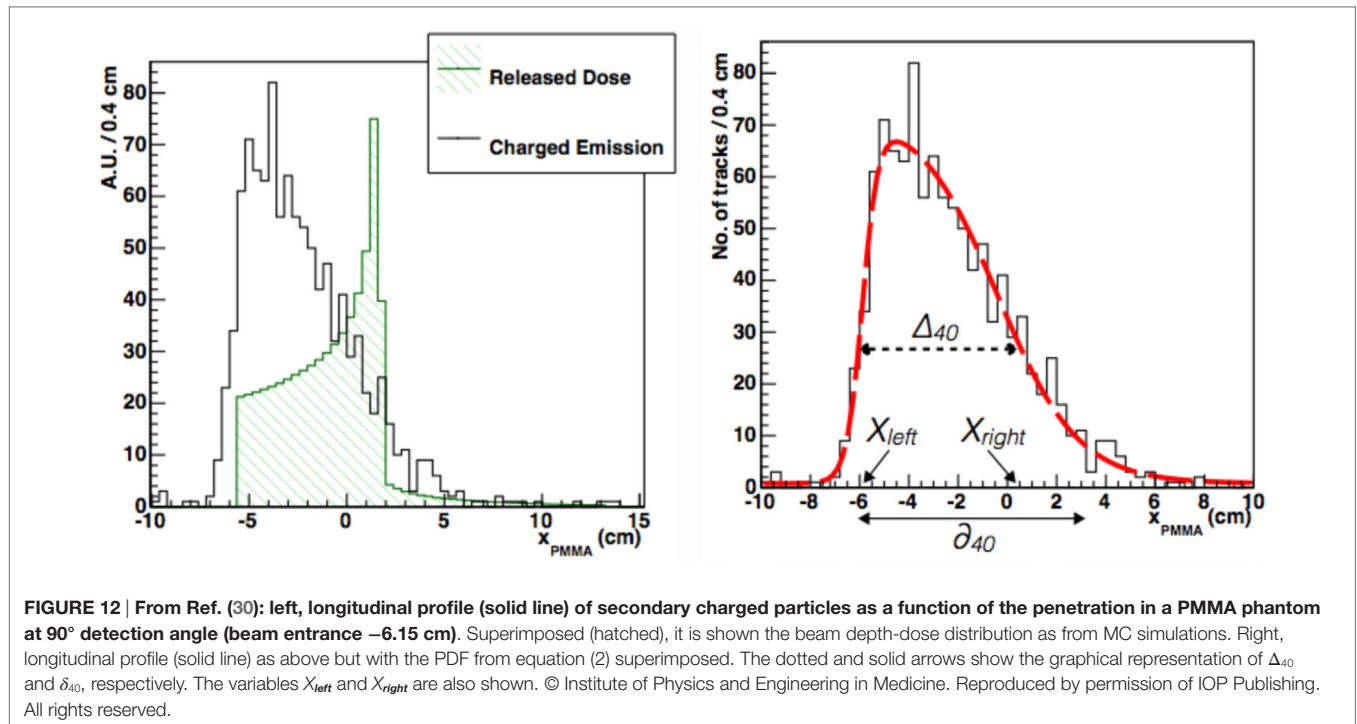 Released Dose
Charged Emission
A.U. / 0.4 cm
80
70
60
50
40
30
20
10
0
-10
-5
0
5
10
15
x_PMMA (cm)
No. of tracks / 0.4 cm
80
70
60
50
40
30
20
10
0
Δ40
Xleft
Xright
-10
-8
-6
-4
-2
0
2
4
6
8
10
x_PMMA (cm)
∂40
FIGURE 12 | From Ref. (30): left, longitudinal profile (solid line) of secondary charged particles as a function of the penetration in a PMMA phantom
at 90° detection angle (beam entrance −6.15 cm). Superimposed (hatched), it is shown the beam depth-dose distribution as from MC simulations. Right,
longitudinal profile (solid line) as above but with the PDF from equation (2) superimposed. The dotted and solid arrows show the graphical representation of Δ40
and δ40, respectively. The variables Xleft and Xright are also shown. © Institute of Physics and Engineering in Medicine. Reproduced by permission of IOP Publishing.
All rights reserved.